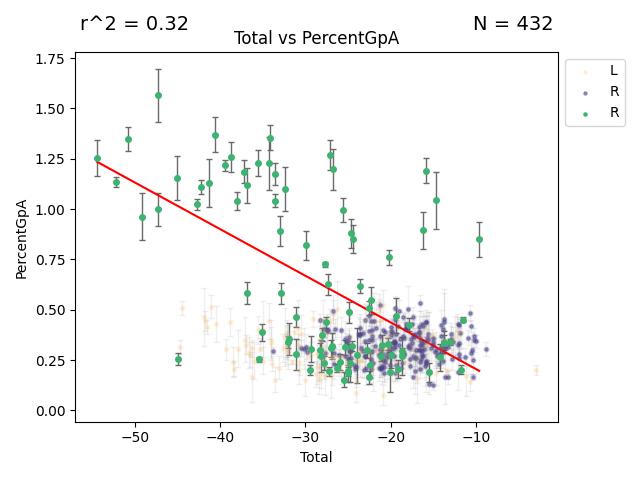 r^2 = 0.32
N = 432
Total vs PercentGpA
1.75
1.50
1.25
1.00
0.75
0.50
0.25
0.00
PercentGpA
−50
−40
−30
−20
−10
Total
L
R
R